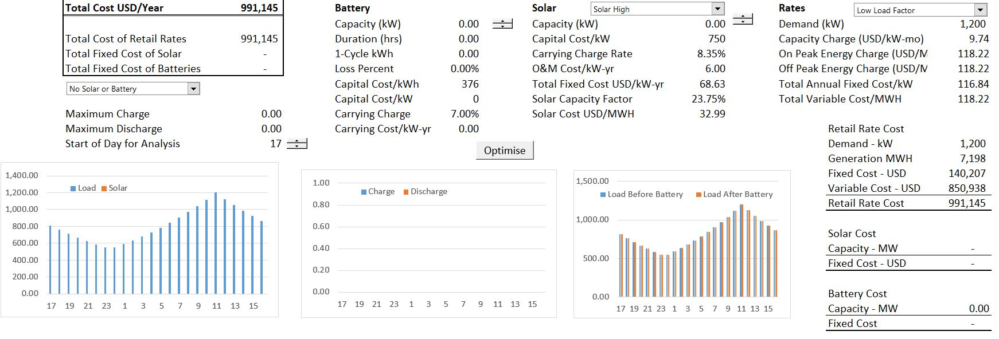 Total Cost USD/Year 991,145
Total Cost of Retail Rates 991,145
Total Fixed Cost of Solar -
Total Fixed Cost of Batteries -
No Solar or Battery
Maximum Charge 0.00
Maximum Discharge 0.00
Start of Day for Analysis 17
Battery
Capacity (kW) 0.00
Duration (hrs) 0.00
1-Cycle kWh 0.00
Loss Percent 0.00%
Capital Cost/kWh 376
Capital Cost/kW 0
Carrying Charge 7.00%
Carrying Cost/kW-yr 0.00
Solar Solar High
Capacity (kW) 0.00
Capital Cost/kW 750
Carrying Charge Rate 8.35%
O&M Cost/kW-yr 6.00
Total Fixed Cost USD/kW-yr 68.63
Solar Capacity Factor 23.75%
Solar Cost USD/MWH 32.99
Optimise
Rates Low Load Factor
Demand (kW) 1,200
Capacity Charge (USD/kW-mo) 9.74
On Peak Energy Charge (USD/M 118.22
Off Peak Energy Charge (USD/M 118.22
Total Annual Fixed Cost/kW 116.84
Total Variable Cost/MWH 118.22
Retail Rate Cost
Demand - kW 1,200
Generation MWH 7,198
Fixed Cost - USD 140,207
Variable Cost - USD 850,938
Retail Rate Cost 991,145
Solar Cost
Capacity - MW -
Fixed Cost - USD -
Battery Cost
Capacity - MW 0.00
Fixed Cost -
1,400.00
1,200.00
1,000.00
800.00
600.00
400.00
200.00
0.00
Load Solar
17 19 21 23 1 3 5 7 9 11 13 15
1.00
0.80
0.60
0.40
0.20
0.00
Charge Discharge
17 19 21 23 1 3 5 7 9 11 13 15
1,500.00
1,000.00
500.00
0.00
Load Before Battery Load After Battery
17 19 21 23 1 3 5 7 9 11 13 15